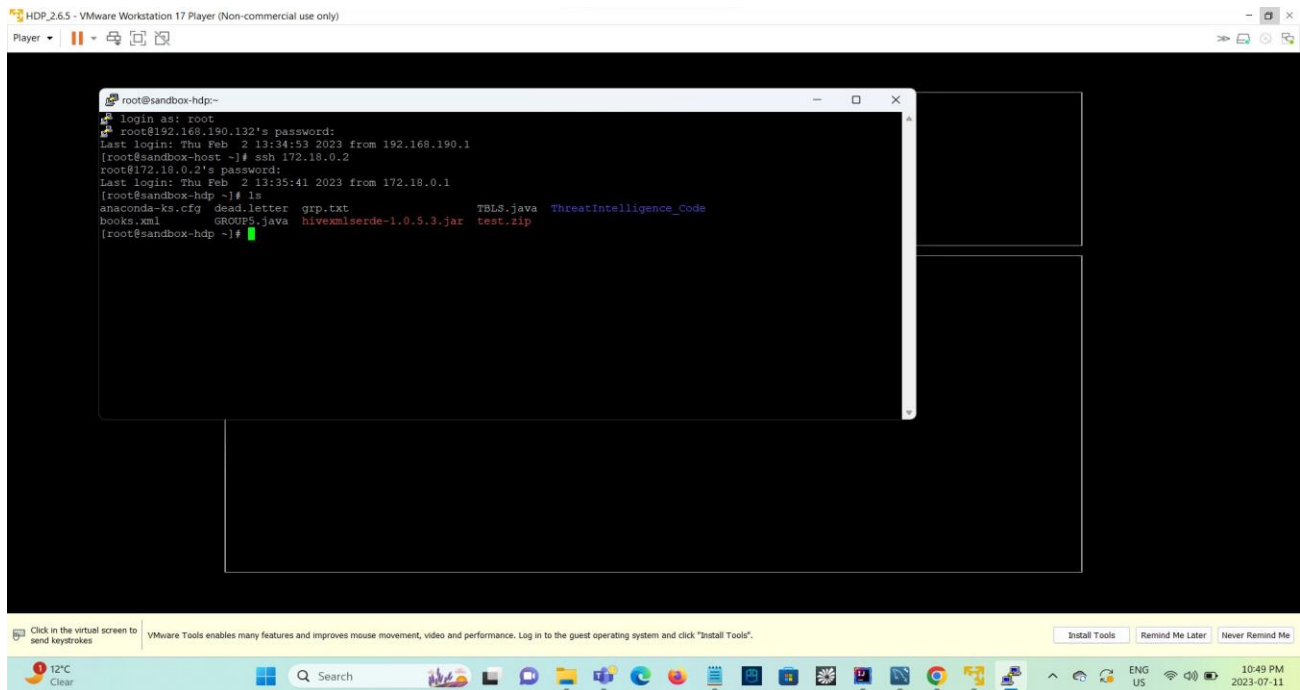 HDP_2.6.5 - VMware Workstation 17 Player (Non-commercial use only)
Player
root@sandbox-hdp:~
login as: root
root@192.168.190.132's password:
Last login: Thu Feb  2 13:34:53 2023 from 192.168.190.1
[root@sandbox-host ~]# ssh 172.18.0.2
root@172.18.0.2's password:
Last login: Thu Feb  2 13:35:41 2023 from 172.18.0.1
[root@sandbox-hdp ~]# ls
anaconda-ks.cfg  dead.letter  grp.txt                    TBLS.java  ThreatIntelligence_Code
books.xml        GROUP5.java  hivexmlserde-1.0.5.3.jar  test.zip
[root@sandbox-hdp ~]#
Click in the virtual screen to
send keystrokes
VMware Tools enables many features and improves mouse movement, video and performance. Log in to the guest operating system and click "Install Tools".
Install Tools
Remind Me Later
Never Remind Me
1
12°C
Clear
Search
ENG
US
10:49 PM
2023-07-11